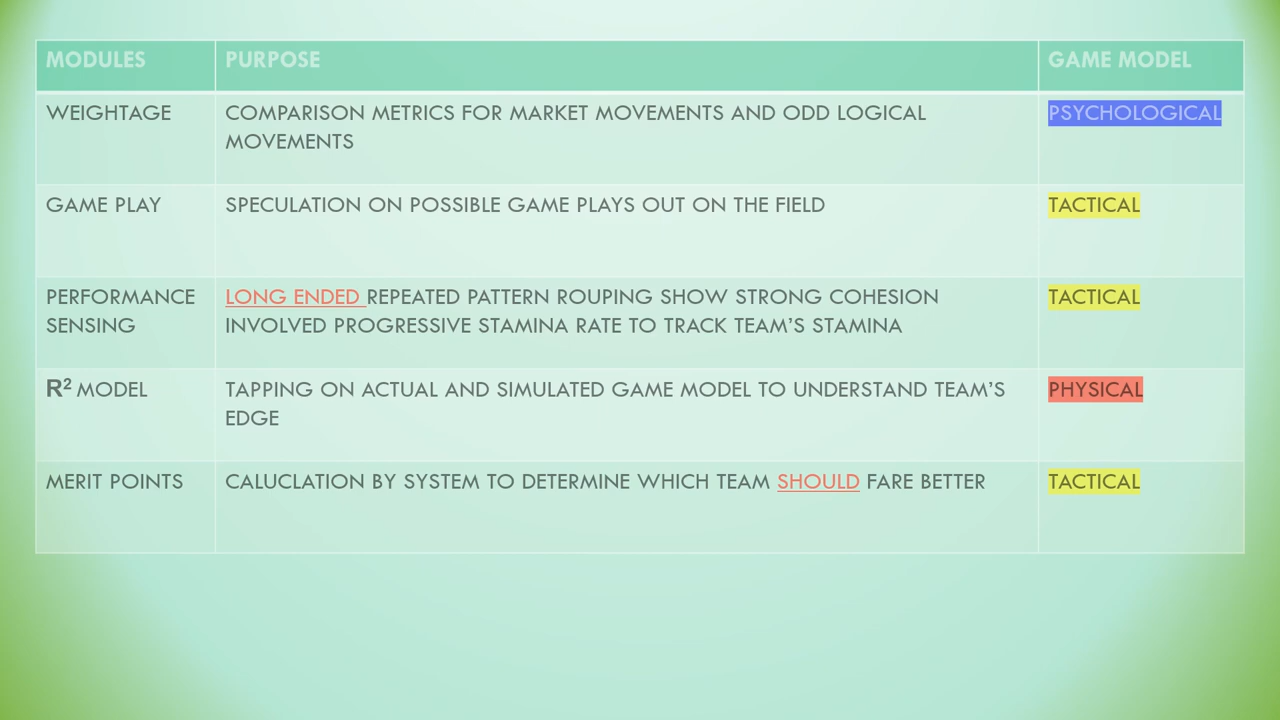 MODULES PURPOSE GAME MODEL
WEIGHTAGE COMPARISON METRICS FOR MARKET MOVEMENTS AND ODD LOGICAL PSYCHOLOGICAL
MOVEMENTS
GAME PLAY SPECULATION ON POSSIBLE GAME PLAYS OUT ON THE FIELD TACTICAL
PERFORMANCE LONG ENDED REPEATED PATTERN ROUPING SHOW STRONG COHESION TACTICAL
SENSING INVOLVED PROGRESSIVE STAMINA RATE TO TRACK TEAM’S STAMINA
R² MODEL TAPPING ON ACTUAL AND SIMULATED GAME MODEL TO UNDERSTAND TEAM’S PHYSICAL
EDGE
MERIT POINTS CALUCLATION BY SYSTEM TO DETERMINE WHICH TEAM SHOULD FARE BETTER TACTICAL